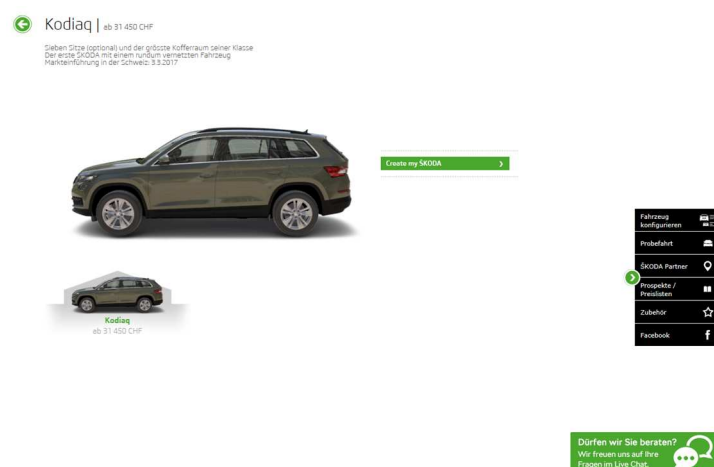 Kodiaq | ab 31 450 CHF
Sieben Sitze (optional) und der grösste Kofferraum seiner Klasse
Der erste ŠKODA mit einem rundum vernetzten Fahrzeug
Markteinführung in der Schweiz: 3.3.2017
Create my ŠKODA
Kodiaq
ab 31 450 CHF
Fahrzeug
konfigurieren
Probefahrt
ŠKODA Partner
Prospekte /
Preislisten
Zubehör
Facebook
Dürfen wir Sie beraten?
Wir freuen uns auf Ihre
Fragen im Live Chat.